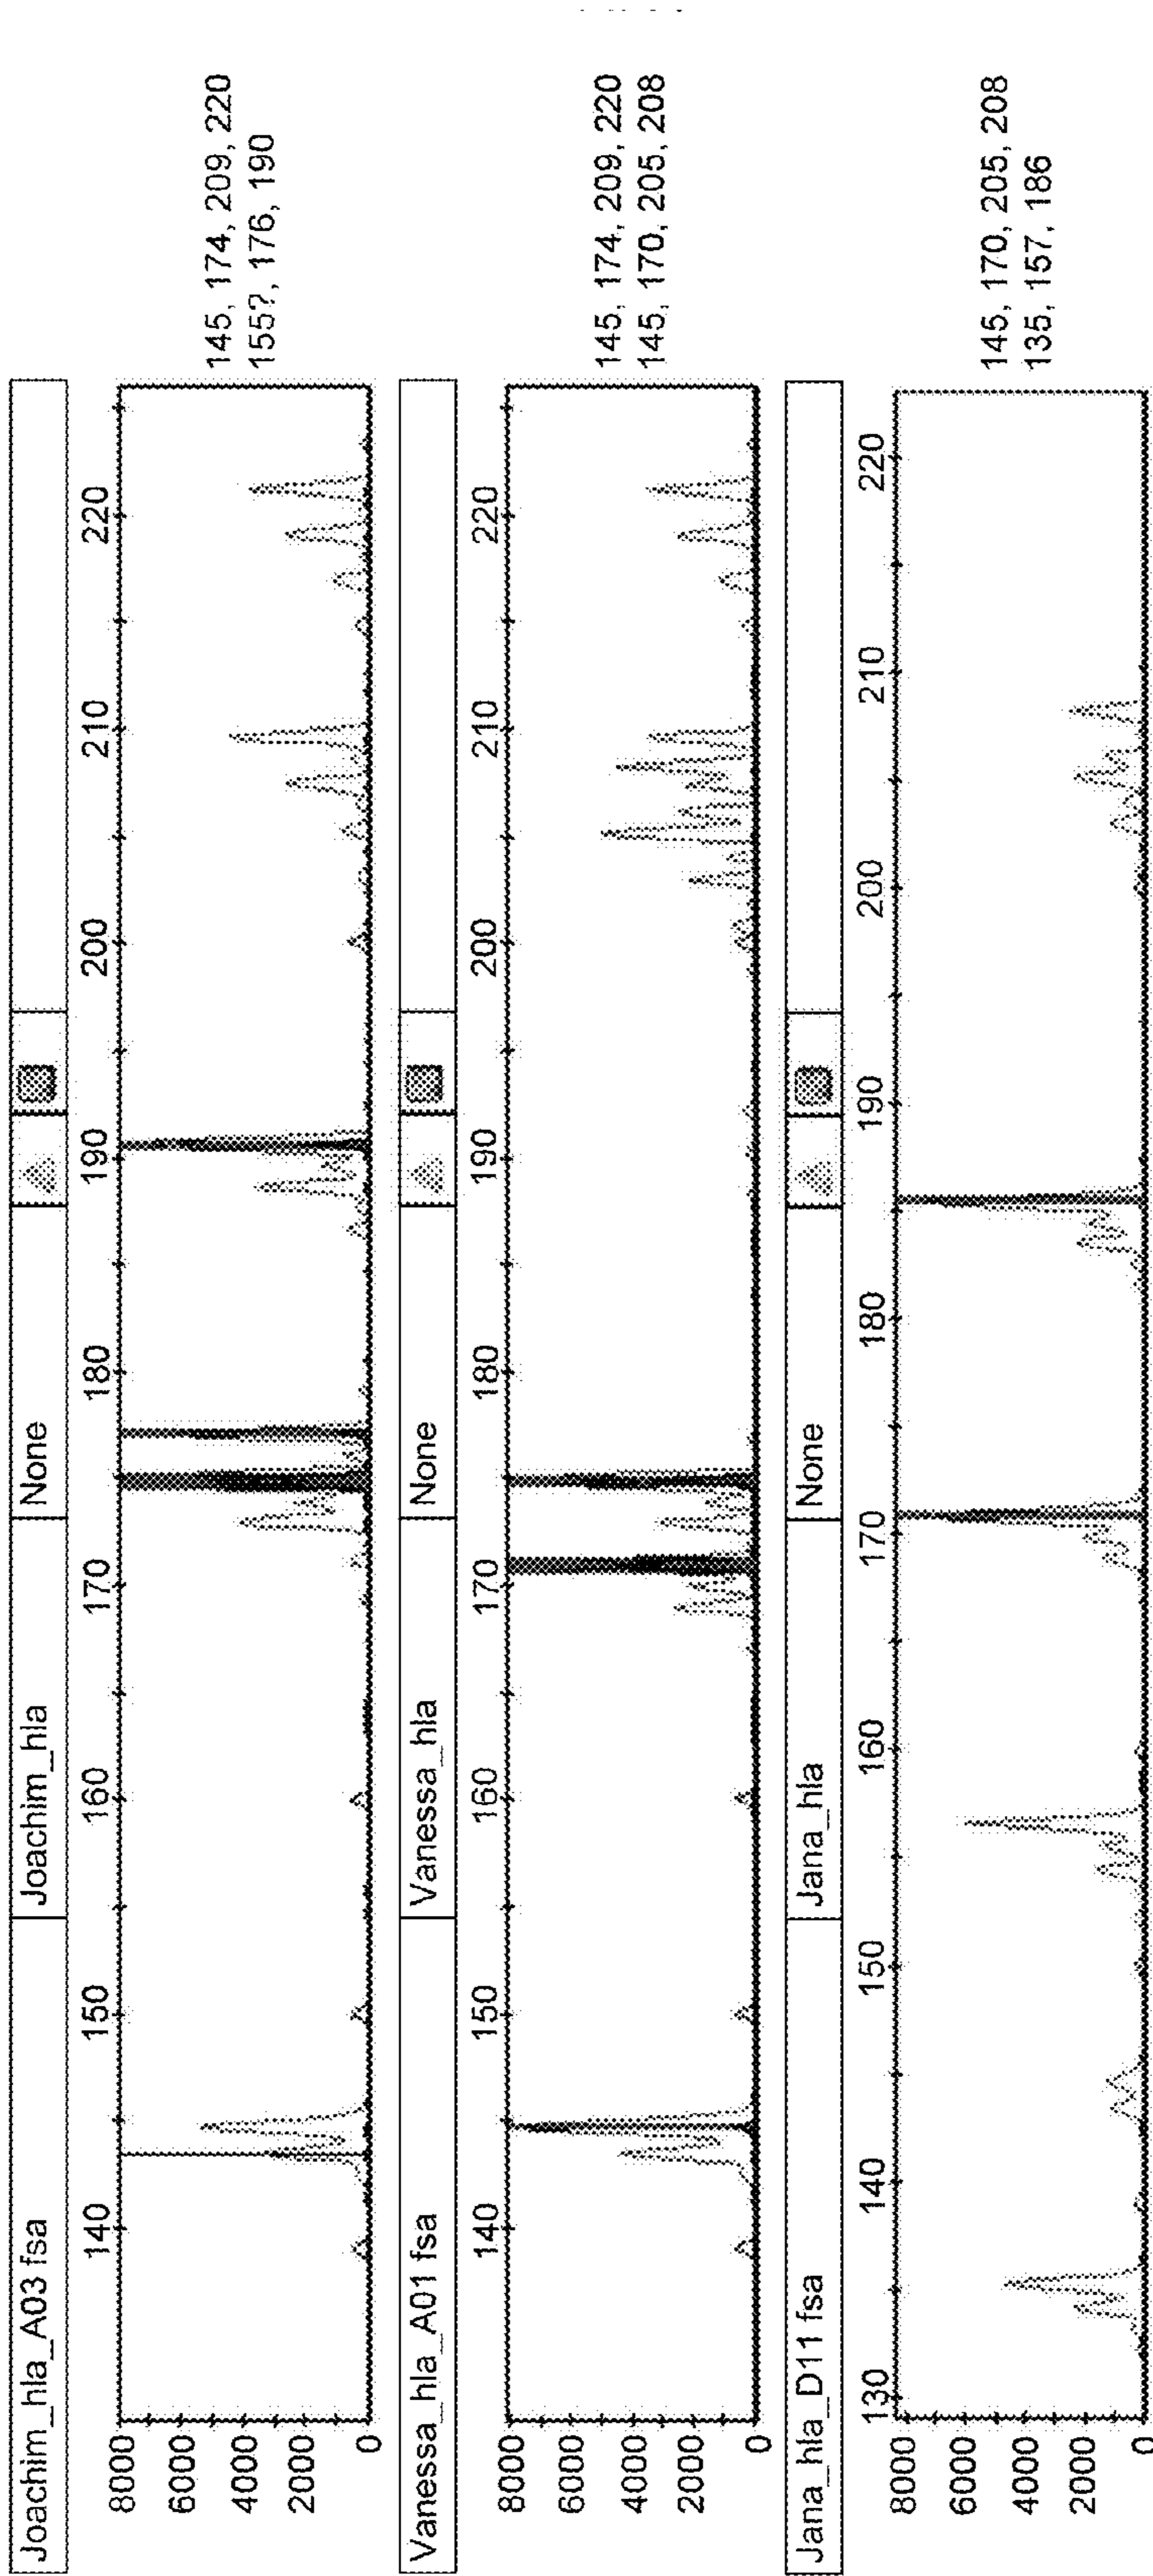 Joachim_hla_A03 fsa Joachim_hla None
140 150 160 170 180 190 200 210 220
8000
6000
4000
2000
0
145, 174, 209, 220
155?, 176, 190
Vanessa_hla_A01 fsa Vanessa_hla None
140 150 160 170 180 190 200 210 220
8000
6000
4000
2000
0
145, 174, 209, 220
145, 170, 205, 208
Jana_hla_D11 fsa Jana_hla None
130 140 150 160 170 180 190 200 210 220
8000
6000
4000
2000
0
145, 170, 205, 208
135, 157, 186